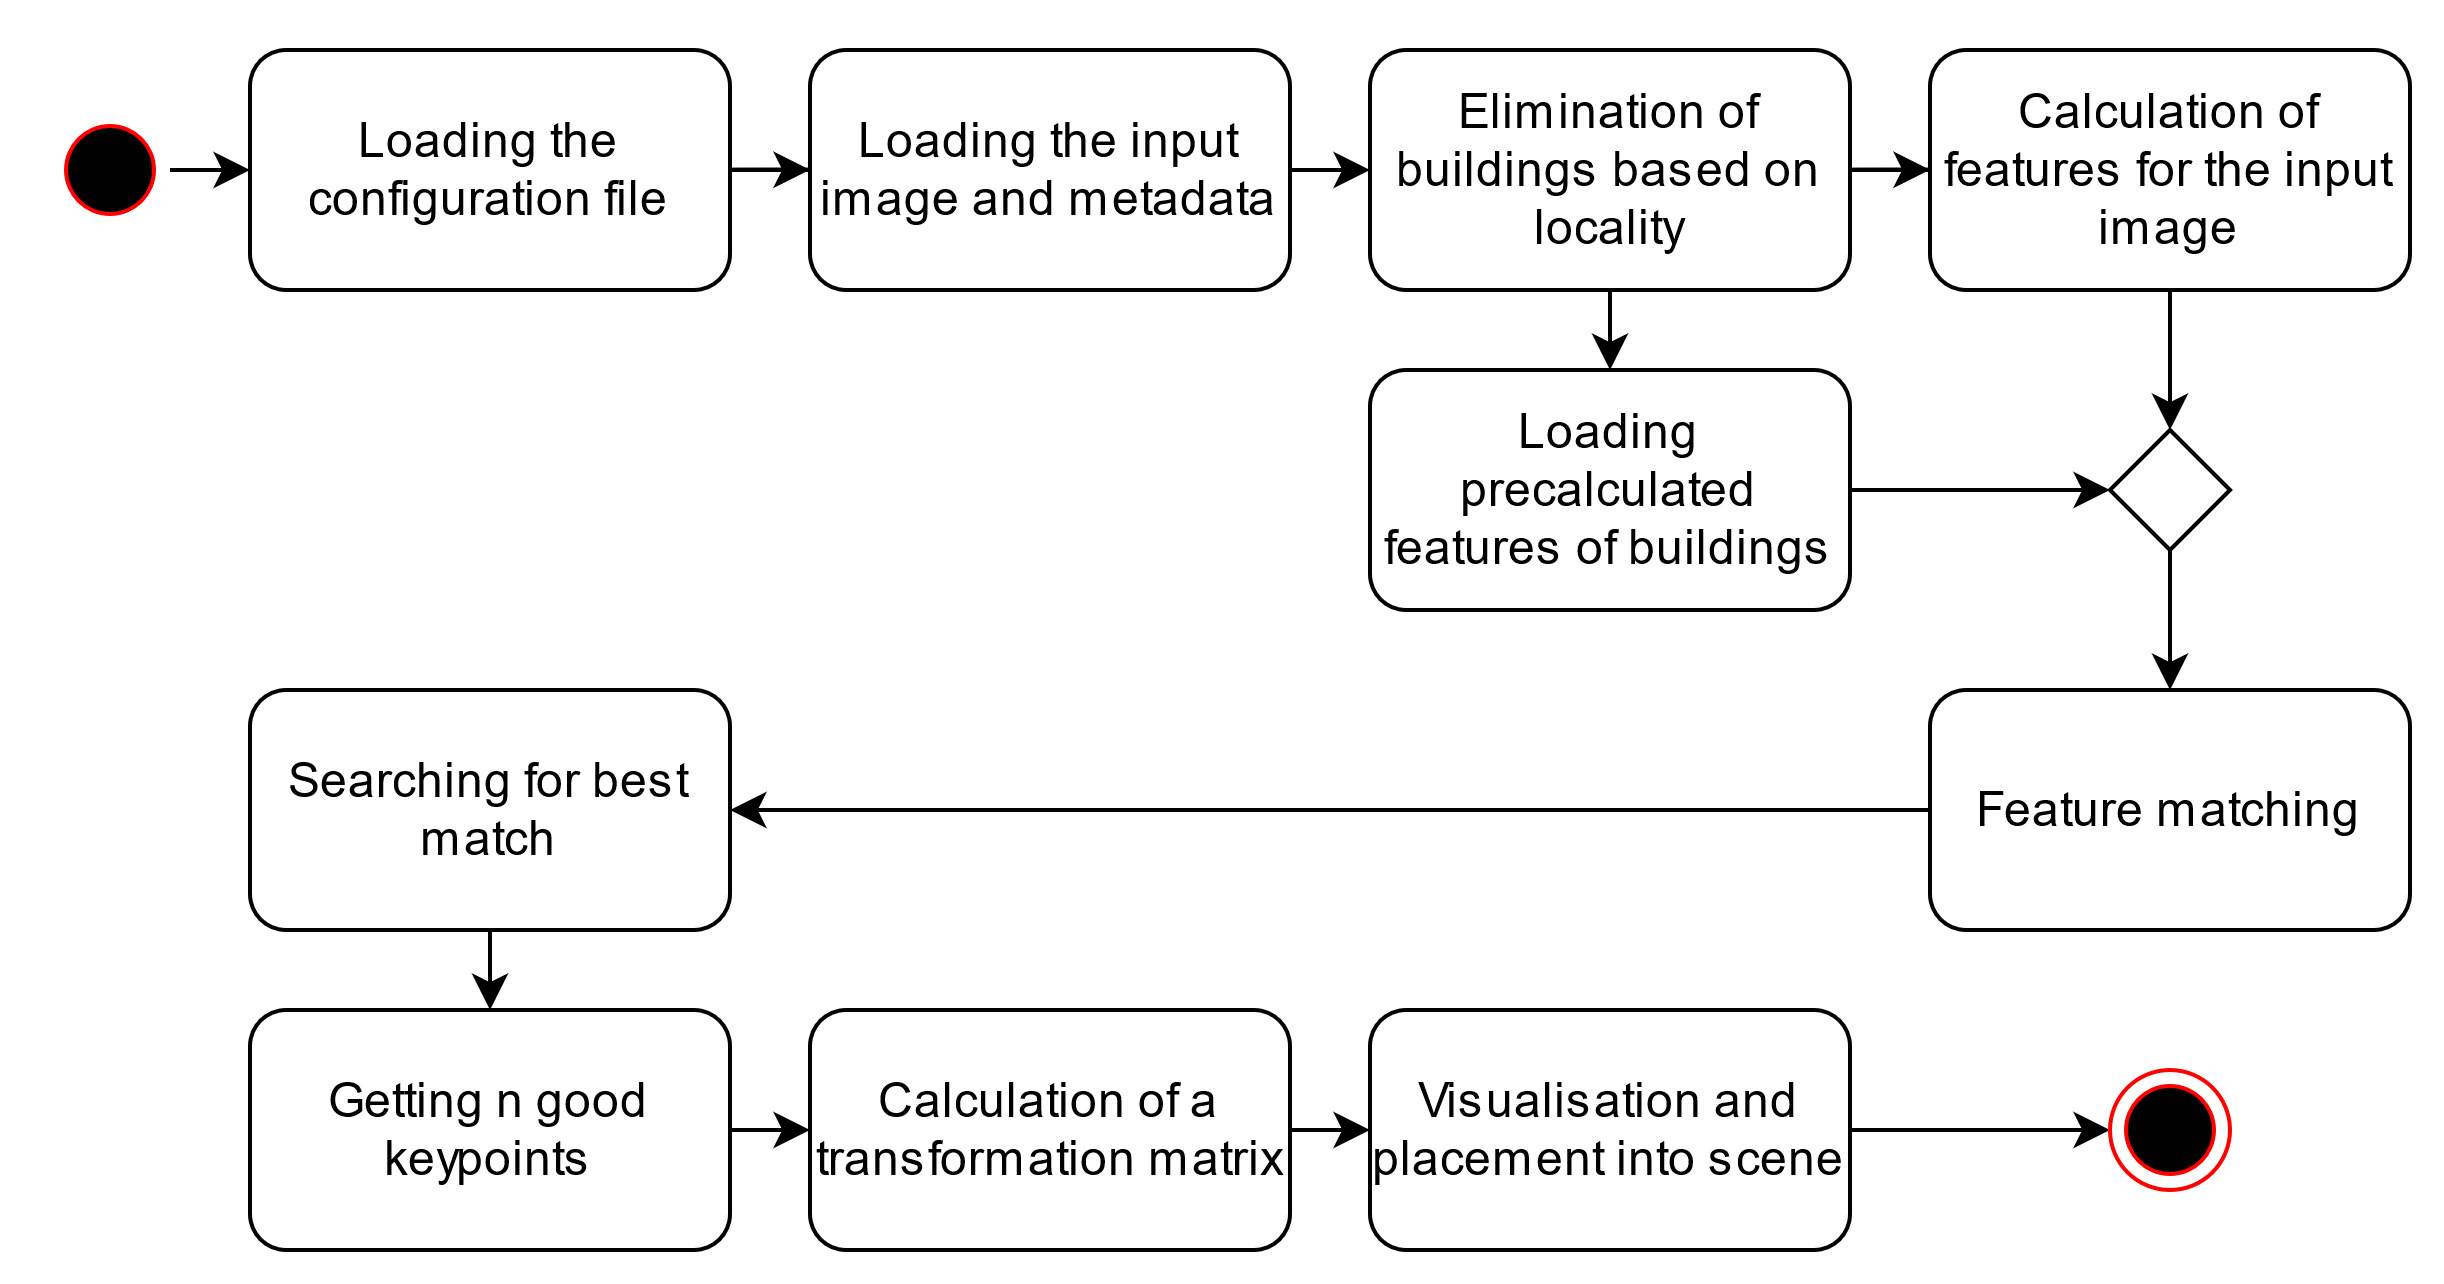 Loading the
configuration file
Loading the input
image and metadata
Elimination of
buildings based on
locality
Calculation of
features for the input
image
Loading
precalculated
features of buildings
Feature matching
Searching for best
match
Getting n good
keypoints
Calculation of a
transformation matrix
Visualisation and
placement into scene